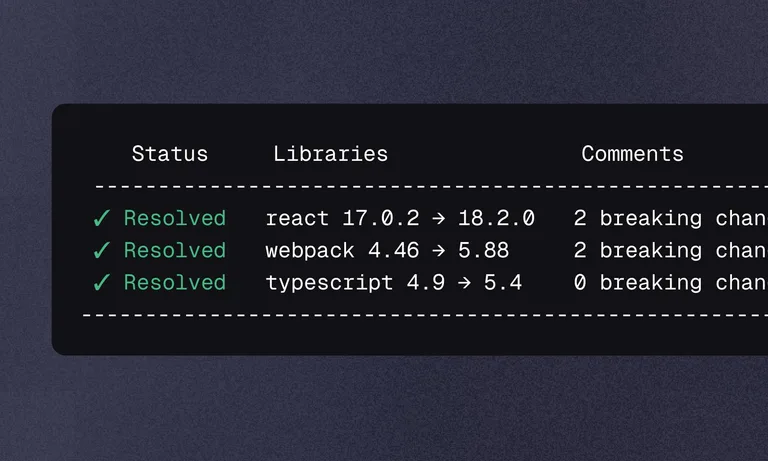 Status Libraries Comments
--------------------------------------------------------
✓ Resolved react 17.0.2 → 18.2.0 2 breaking chan
✓ Resolved webpack 4.46 → 5.88 2 breaking chan
✓ Resolved typescript 4.9 → 5.4 0 breaking chan
--------------------------------------------------------